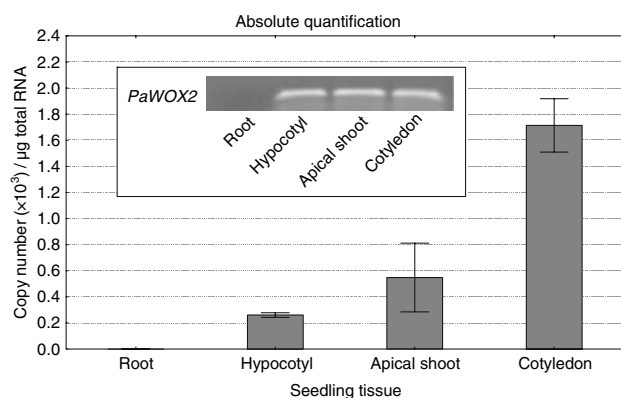 Absolute quantification
Copy number (×10³) / µg total RNA
2.4
2.2
2.0
1.8
1.6
1.4
1.2
1.0
0.8
0.6
0.4
0.2
0.0
PaWOX2
Root
Hypocotyl
Apical shoot
Cotyledon
Root
Hypocotyl
Apical shoot
Cotyledon
Seedling tissue